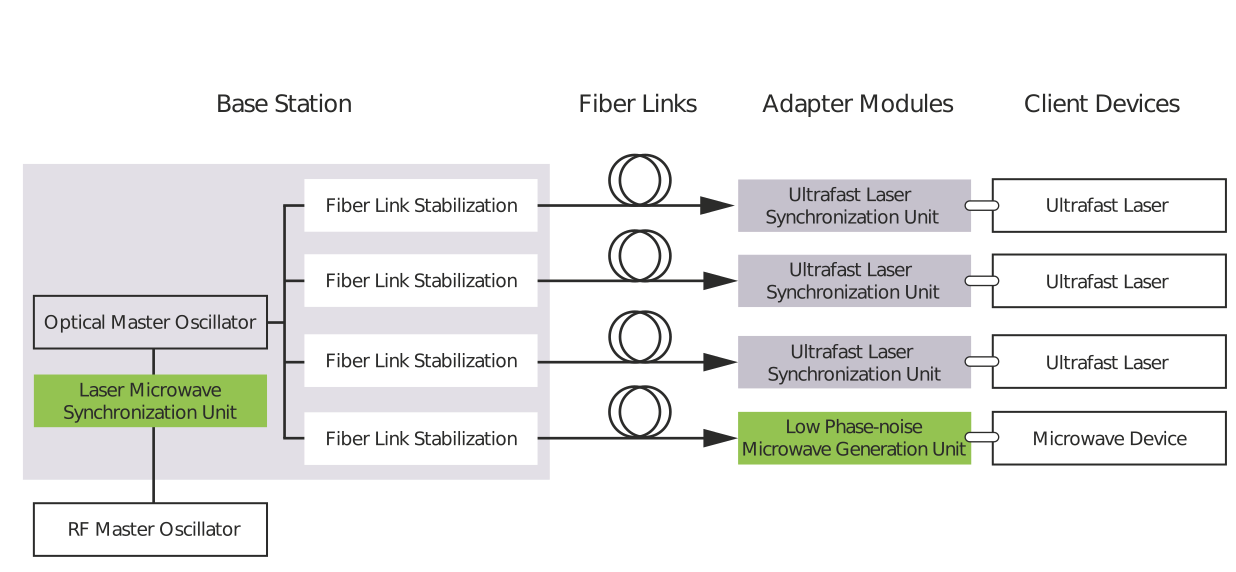 Base Station
Fiber Links
Adapter Modules
Client Devices
Fiber Link Stabilization
Ultrafast Laser
Synchronization Unit
Ultrafast Laser
Fiber Link Stabilization
Ultrafast Laser
Synchronization Unit
Ultrafast Laser
Optical Master Oscillator
Fiber Link Stabilization
Ultrafast Laser
Synchronization Unit
Ultrafast Laser
Laser Microwave
Synchronization Unit
Fiber Link Stabilization
Low Phase-noise
Microwave Generation Unit
Microwave Device
RF Master Oscillator